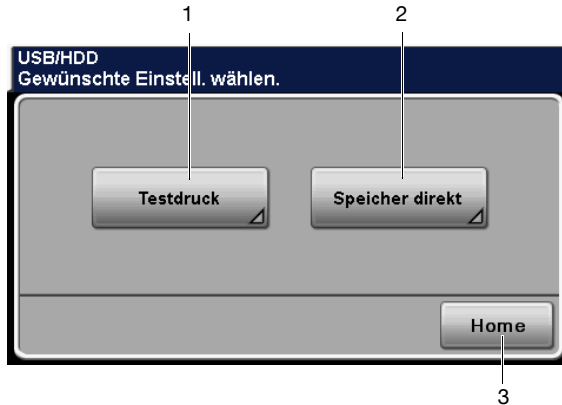 1 2
USB/HDD
Gewünschte Einstell. wählen.
Testdruck Speicher direkt
Home
3